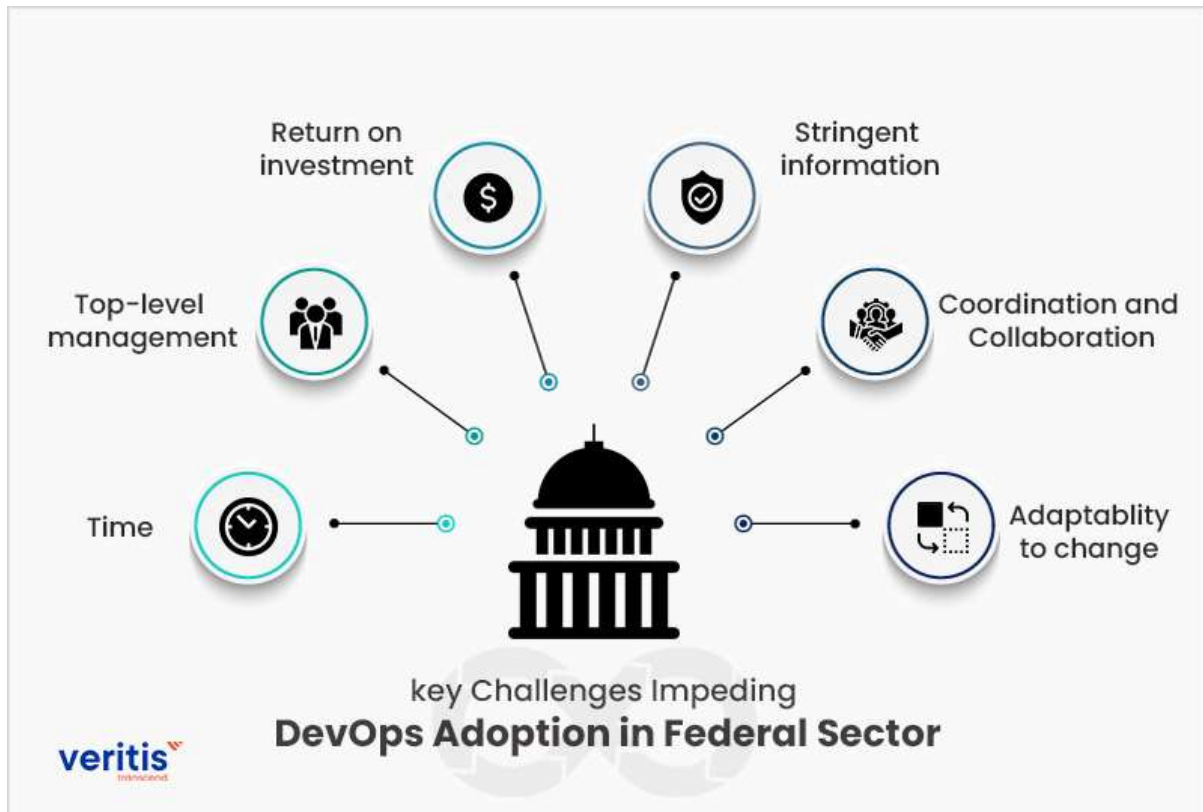 Return on
investment
Stringent
information
Top-level
management
Coordination and
Collaboration
Time
Adaptablity
to change
key Challenges Impeding
DevOps Adoption in Federal Sector
veritis
transcend